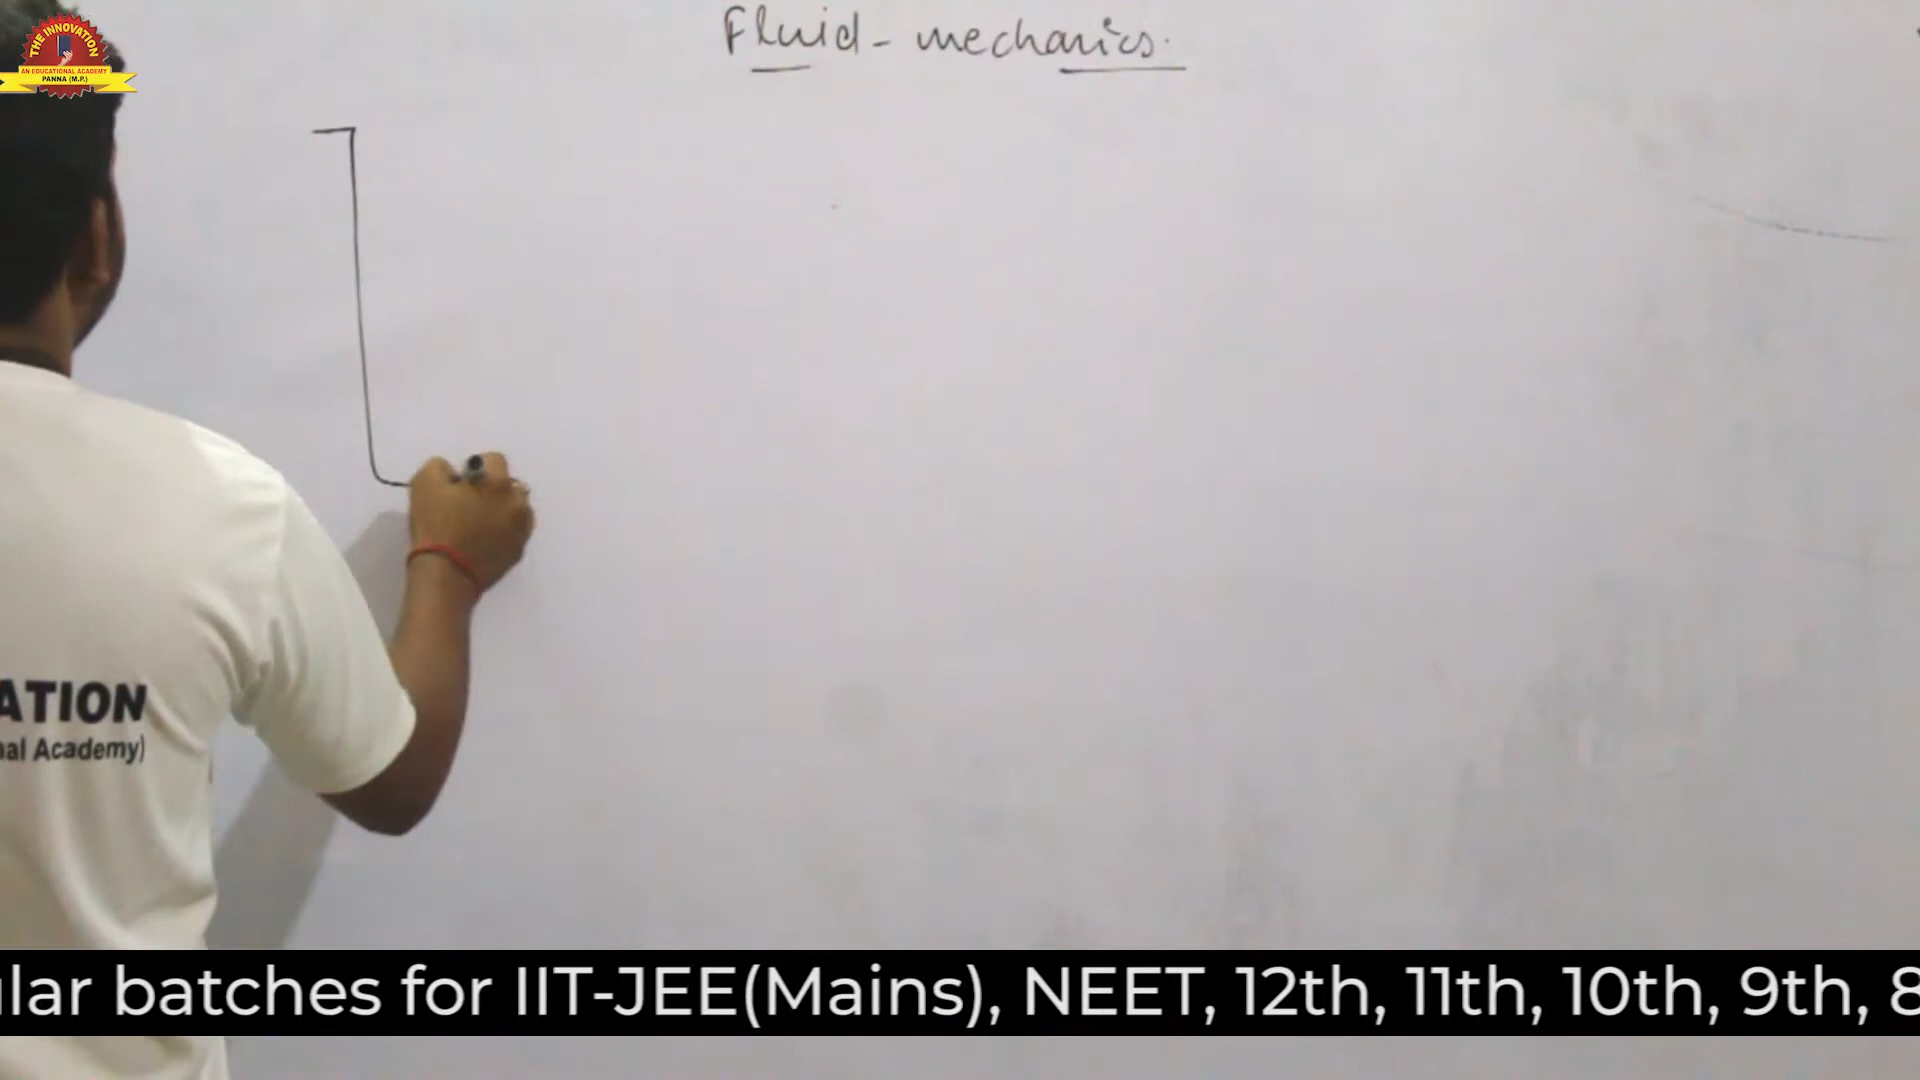 Fluid - mechanics.
THE INNOVATION
AN EDUCATIONAL ACADEMY
PANNA (M.P.)
ATION
nal Academy)
lar batches for IIT-JEE(Mains), NEET, 12th, 11th, 10th, 9th, 8